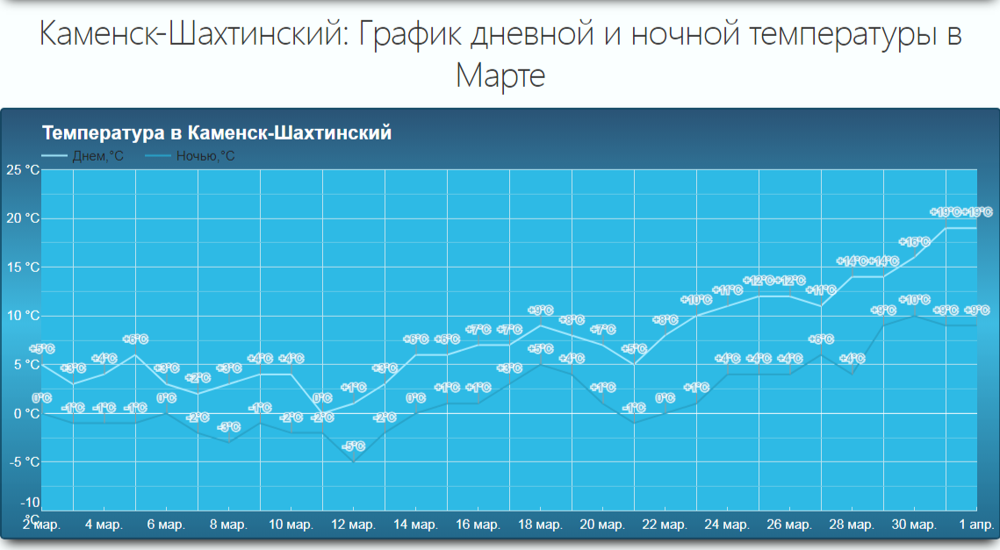 Каменск-Шахтинский: График дневной и ночной температуры в
Марте
Температура в Каменск-Шахтинский
Днем,°C Ночью,°C
25 °C
20 °C
+19°C +19°C
+16°C
15 °C
+14°C +14°C
+10°C +11°C +12°C +12°C +11°C
10 °C
+9°C +8°C +7°C +5°C +8°C
+5°C +3°C +4°C +6°C +3°C +2°C +3°C +4°C +4°C 0°C +1°C +3°C +6°C +6°C +7°C +7°C
5 °C
0°C -1°C -1°C -1°C 0°C -2°C -3°C -1°C -2°C -2°C -5°C -2°C 0°C +1°C +1°C +3°C +5°C +4°C +1°C -1°C 0°C +1°C +4°C +4°C +4°C +6°C +4°C +9°C +10°C +9°C +9°C
0 °C
-5 °C
-10
°C
2 мар. 4 мар. 6 мар. 8 мар. 10 мар. 12 мар. 14 мар. 16 мар. 18 мар. 20 мар. 22 мар. 24 мар. 26 мар. 28 мар. 30 мар. 1 апр.